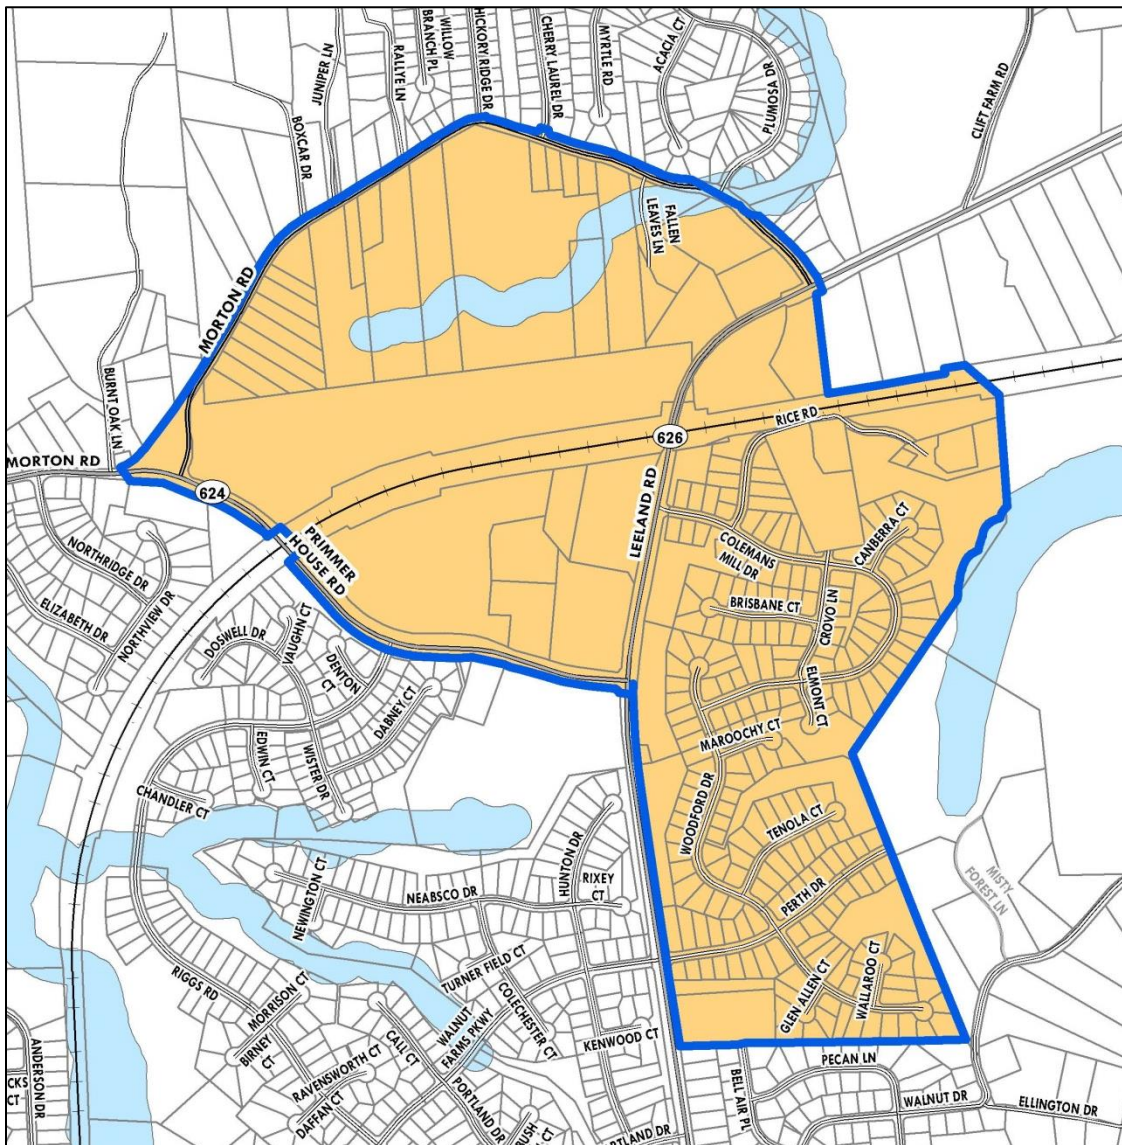 JUNIPER LN
RALLYE LN
WILLOW
BRANCH PL
HICKORY RIDGE DR
CHERRY LAUREL DR
MYRTLE RD
ACACIA CT
PLUMOSA DR
CLIFT FARM RD
BOXCAR DR
FALLEN
LEAVES LN
MORTON RD
BURNT OAK LN
MORTON RD
624
626
RICE RD
LEELAND RD
PRIMMER
HOUSE RD
NORTHRIDGE DR
ELIZABETH DR
NORTHVIEW DR
COLEMANS
MILL DR
CANBERRA CT
BRISBANE CT
CROVO LN
ELMONT CT
DOSWELL DR
VAUGHN CT
DENTON
CT
DABNEY CT
EDWIN CT
WISTER DR
CHANDLER CT
MAROOCHY CT
WOODFORD DR
TENOLA CT
PERTH DR
HUNTON DR
RIXEY
CT
NEABSCO DR
NEWINGTON CT
MISTY
FOREST LN
TURNER FIELD CT
COLECHESTER CT
WALNUT
FARMS PKWY
RIGGS RD
MORRISON CT
BIRNEY
CT
GLEN ALLEN CT
WALLAROO CT
KENWOOD CT
CALL CT
RAVENSWORTH CT
DAFFAN CT
PORTLAND DR
PECAN LN
BELL AIR PL
WALNUT DR
ELLINGTON DR
ANDERSON DR
CKS
CT
RTLAND DR
USH